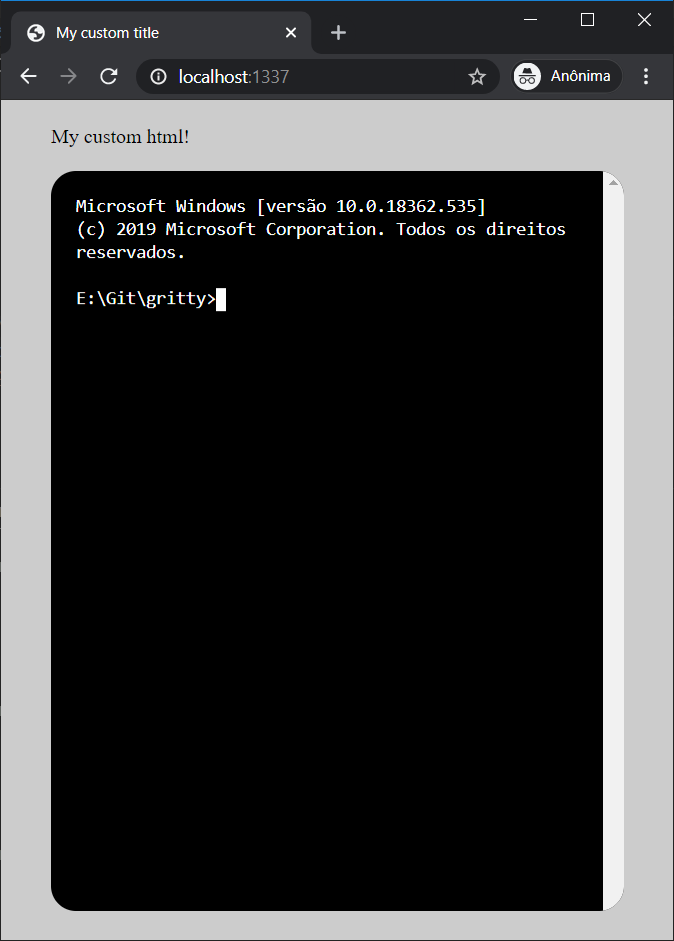 My custom title
localhost:1337
Anônima
My custom html!
Microsoft Windows [versão 10.0.18362.535]
(c) 2019 Microsoft Corporation. Todos os direitos
reservados.
E:\Git\gritty>